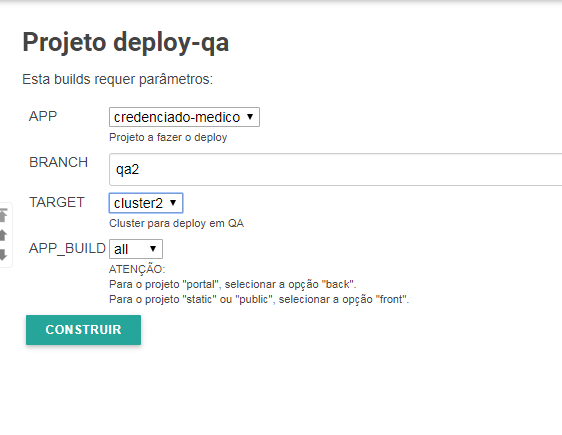 Projeto deploy-qa
Esta builds requer parâmetros:
APP credenciado-medico
Projeto a fazer o deploy
BRANCH qa2
TARGET cluster2
Cluster para deploy em QA
APP_BUILD all
ATENÇÃO:
Para o projeto "portal", selecionar a opção "back".
Para o projeto "static" ou "public", selecionar a opção "front".
CONSTRUIR